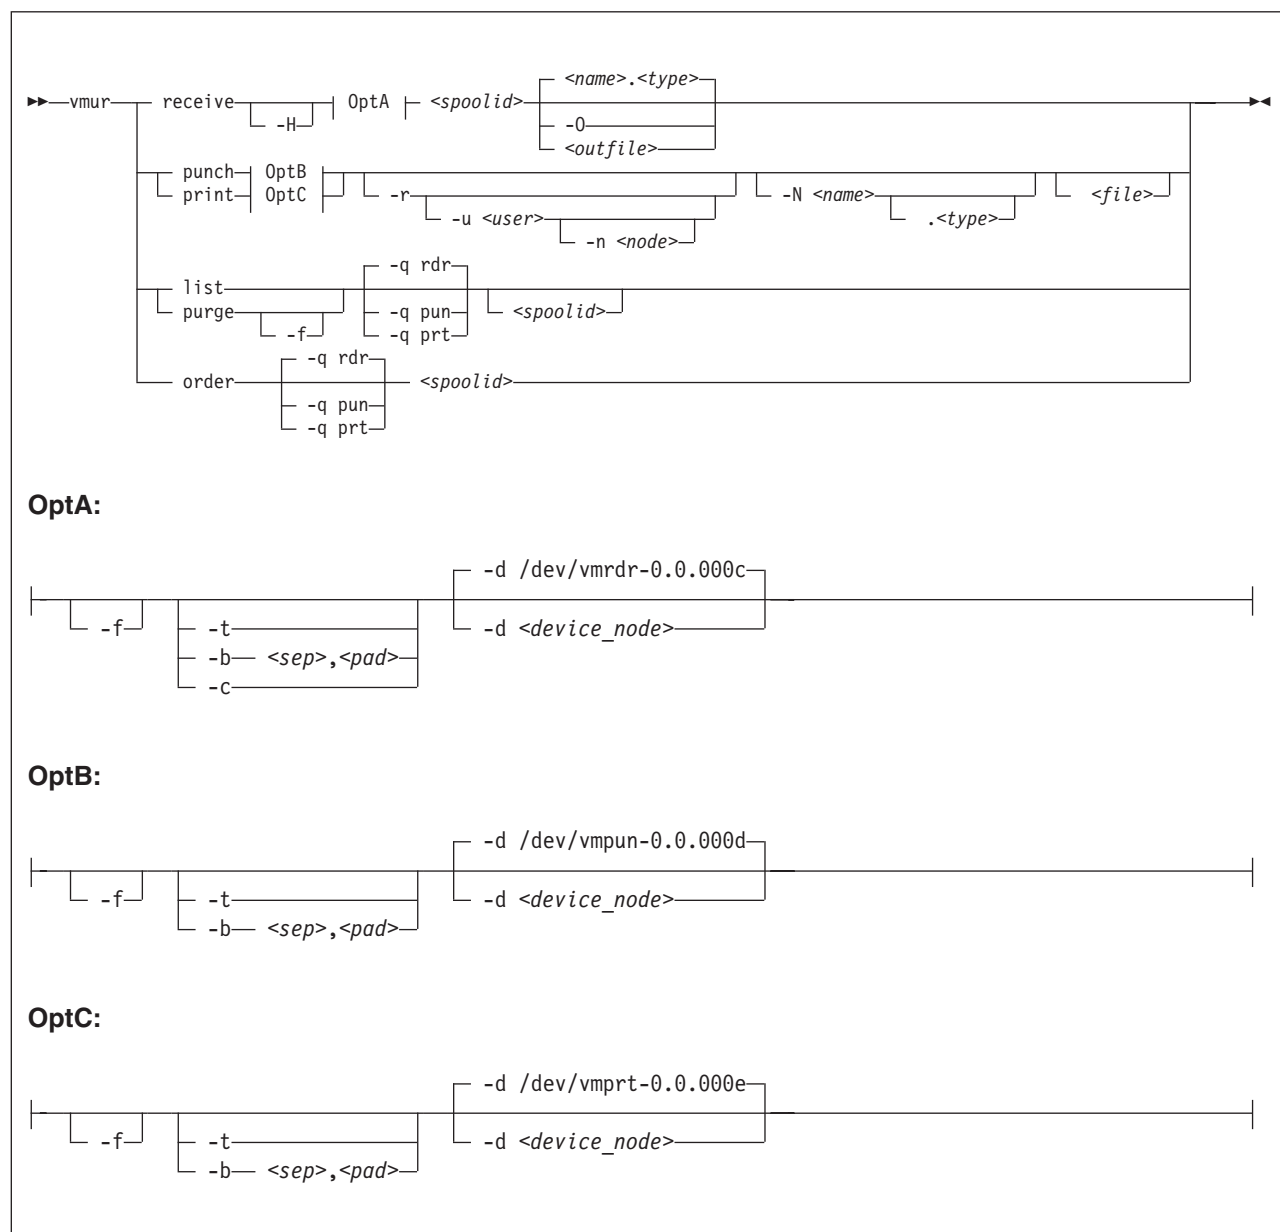 <name>.<type>
vmur receive OptA <spoolid>
-H -O
<outfile>
punch OptB
print OptC -r -N <name> <file>
-u <user> .<type>
-n <node>
-q rdr
list
purge -q pun <spoolid>
-f -q prt
-q rdr
order <spoolid>
-q pun
-q prt
OptA:
-d /dev/vmrdr-0.0.000c
-f -t -d <device_node>
-b <sep>,<pad>
-c
OptB:
-d /dev/vmpun-0.0.000d
-f -t -d <device_node>
-b <sep>,<pad>
OptC:
-d /dev/vmprt-0.0.000e
-f -t -d <device_node>
-b <sep>,<pad>